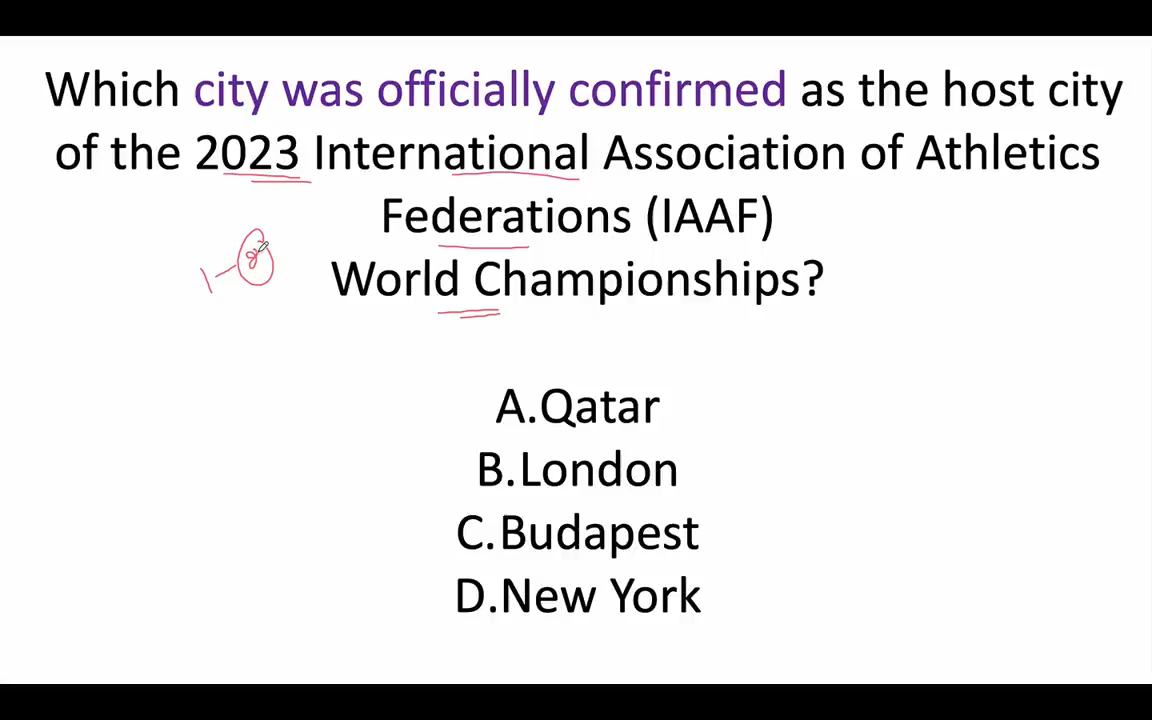 Which city was officially confirmed as the host city
of the 2023 International Association of Athletics
Federations (IAAF)
World Championships?
A.Qatar
B.London
C.Budapest
D.New York